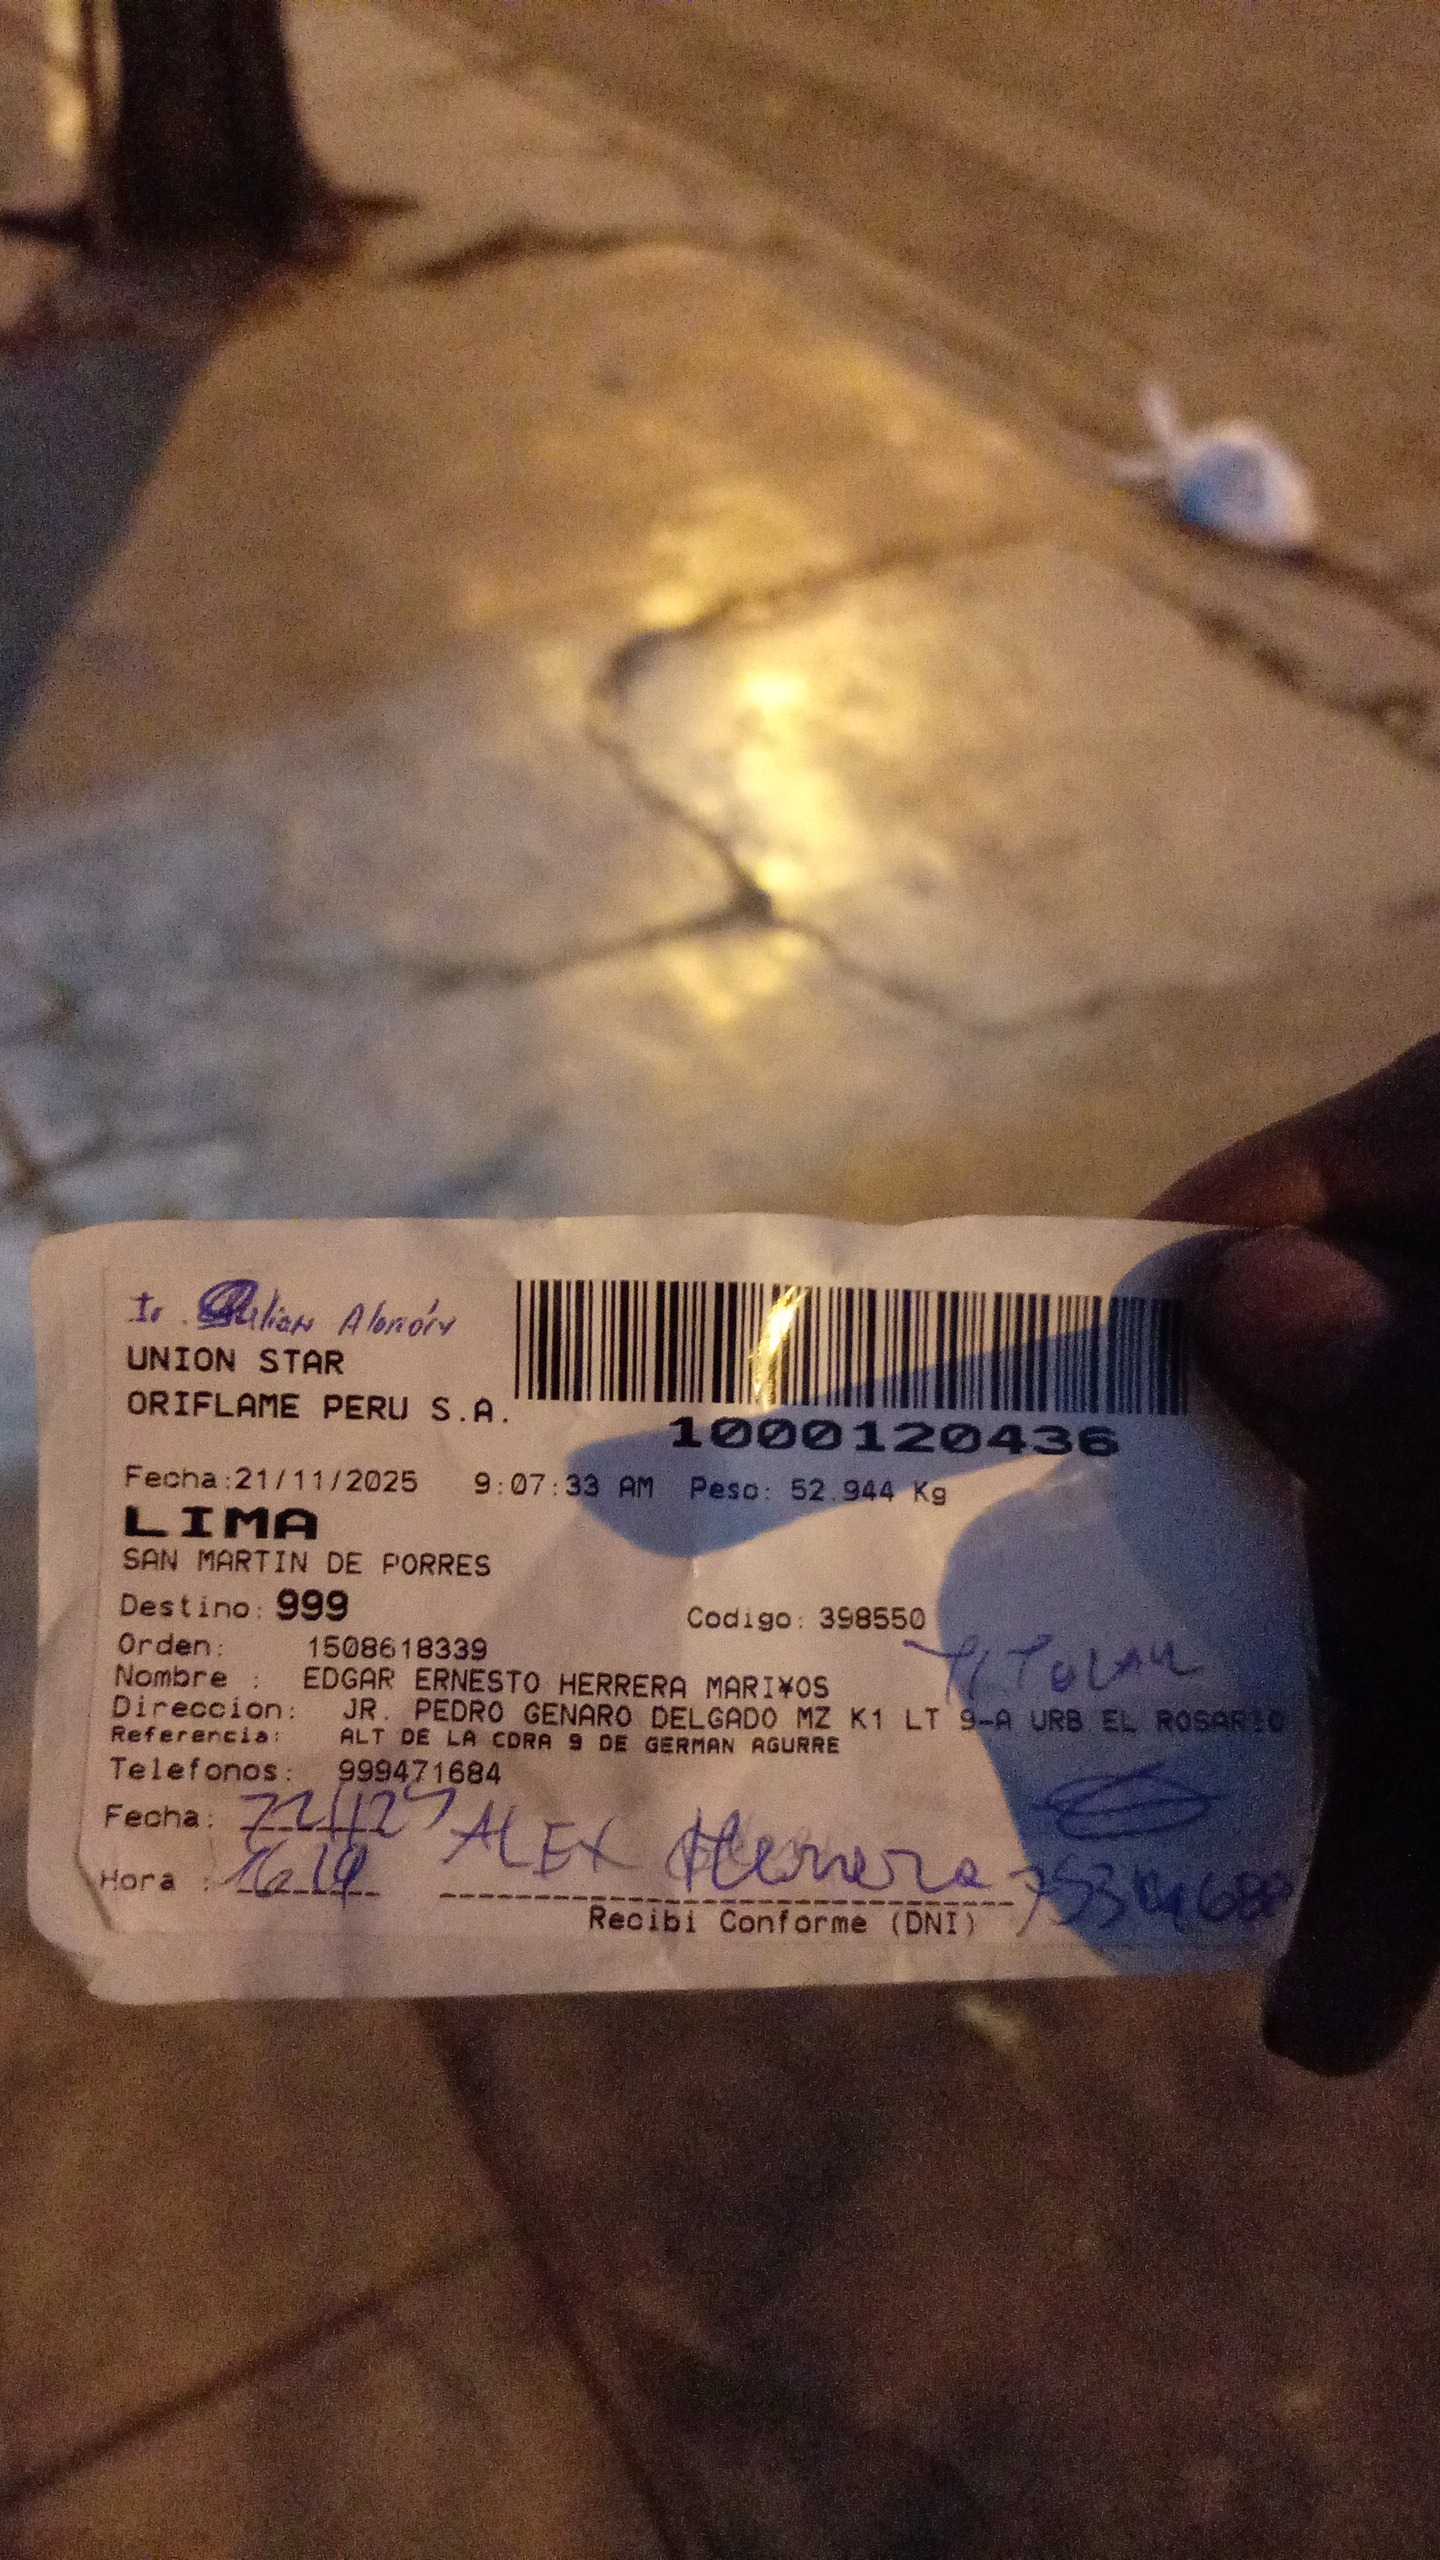 UNION STAR
ORIFLAME PERU S.A.
1000120436
Fecha:21/11/2025 9:07:33 AM Peso: 52.944 Kg
LIMA
SAN MARTIN DE PORRES
Destino: 999
Codigo: 398550
Orden: 1508618339
TITULAR
Nombre : EDGAR ERNESTO HERRERA MARI¥OS
Direccion: JR. PEDRO GENARO DELGADO MZ K1 LT 9-A URB EL ROSARIO
Referencia: ALT DE LA CDRA 9 DE GERMAN AGURRE
Telefonos: 999471684
Fecha:
ALEX Herrera
Hora :
Recibi Conforme (DNI)